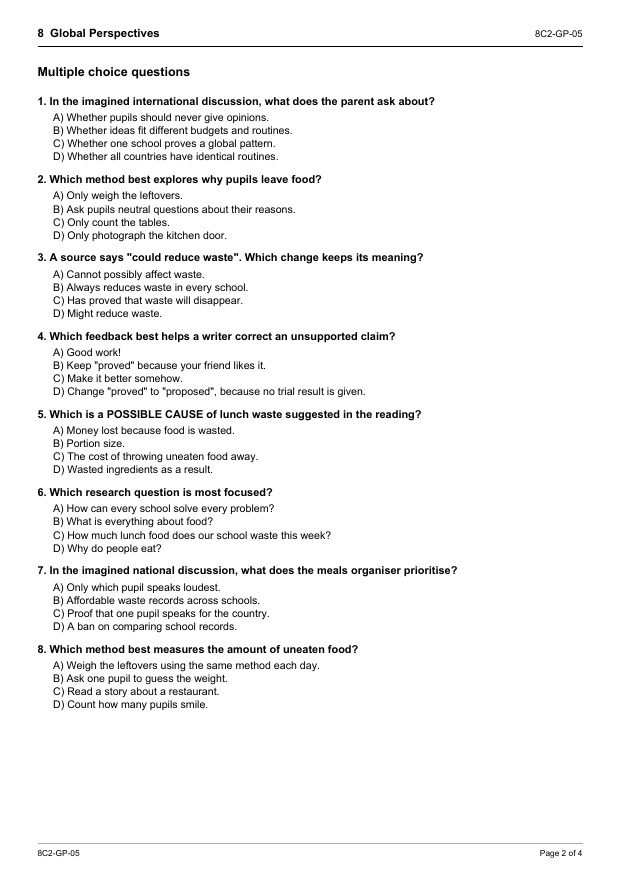 8 Global Perspectives
8C2-GP-05
Multiple choice questions
1. In the imagined international discussion, what does the parent ask about?
A) Whether pupils should never give opinions.
B) Whether ideas fit different budgets and routines.
C) Whether one school proves a global pattern.
D) Whether all countries have identical routines.
2. Which method best explores why pupils leave food?
A) Only weigh the leftovers.
B) Ask pupils neutral questions about their reasons.
C) Only count the tables.
D) Only photograph the kitchen door.
3. A source says "could reduce waste". Which change keeps its meaning?
A) Cannot possibly affect waste.
B) Always reduces waste in every school.
C) Has proved that waste will disappear.
D) Might reduce waste.
4. Which feedback best helps a writer correct an unsupported claim?
A) Good work!
B) Keep "proved" because your friend likes it.
C) Make it better somehow.
D) Change "proved" to "proposed", because no trial result is given.
5. Which is a POSSIBLE CAUSE of lunch waste suggested in the reading?
A) Money lost because food is wasted.
B) Portion size.
C) The cost of throwing uneaten food away.
D) Wasted ingredients as a result.
6. Which research question is most focused?
A) How can every school solve every problem?
B) What is everything about food?
C) How much lunch food does our school waste this week?
D) Why do people eat?
7. In the imagined national discussion, what does the meals organiser prioritise?
A) Only which pupil speaks loudest.
B) Affordable waste records across schools.
C) Proof that one pupil speaks for the country.
D) A ban on comparing school records.
8. Which method best measures the amount of uneaten food?
A) Weigh the leftovers using the same method each day.
B) Ask one pupil to guess the weight.
C) Read a story about a restaurant.
D) Count how many pupils smile.
8C2-GP-05
Page 2 of 4